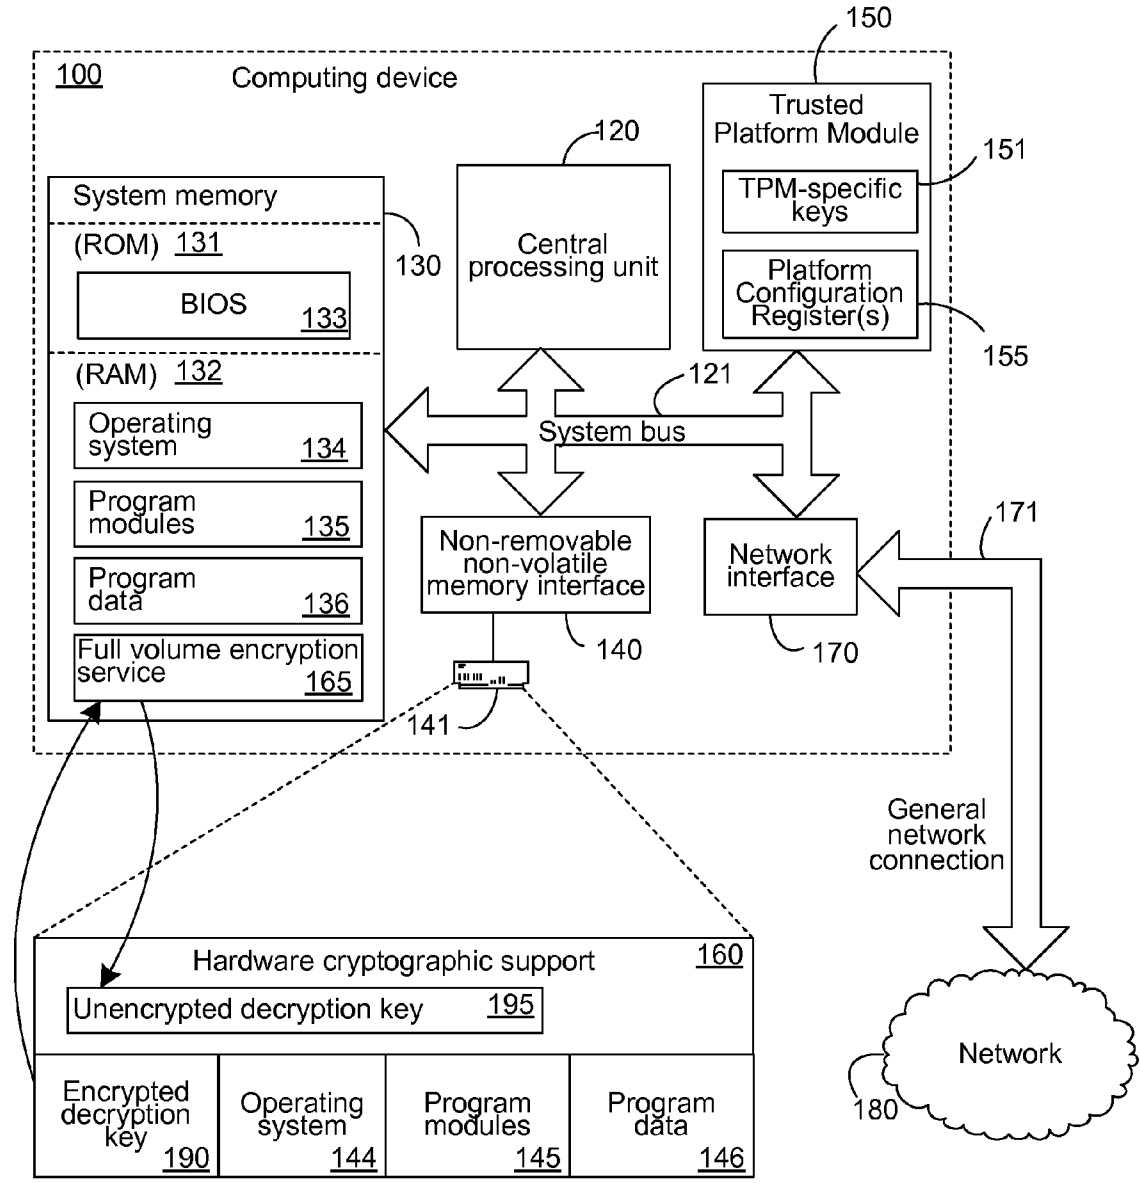 150
100 Computing device
Trusted
Platform Module
120
151
System memory
TPM-specific
keys
(ROM) 131
130
Central
processing unit
Platform
Configuration
Register(s)
BIOS
133
155
(RAM) 132
121
Operating
system 134
System bus
Program
modules 135
171
Non-removable
non-volatile
memory interface
Network
interface
Program
data 136
Full volume encryption
service 165
140
170
141
General
network
connection
Hardware cryptographic support 160
Unencrypted decryption key 195
Network
180
Encrypted
decryption
key
190
Operating
system
144
Program
modules
145
Program
data
146